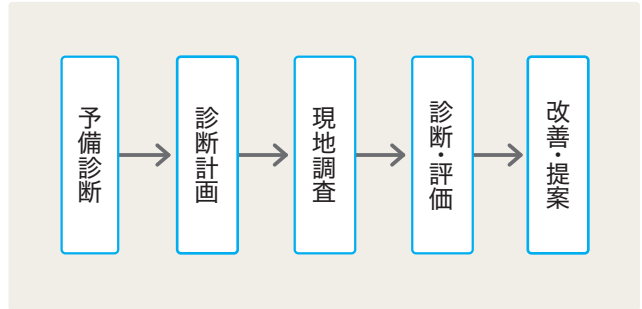 予備診断
診断計画
現地調査
診断・評価
改善・提案